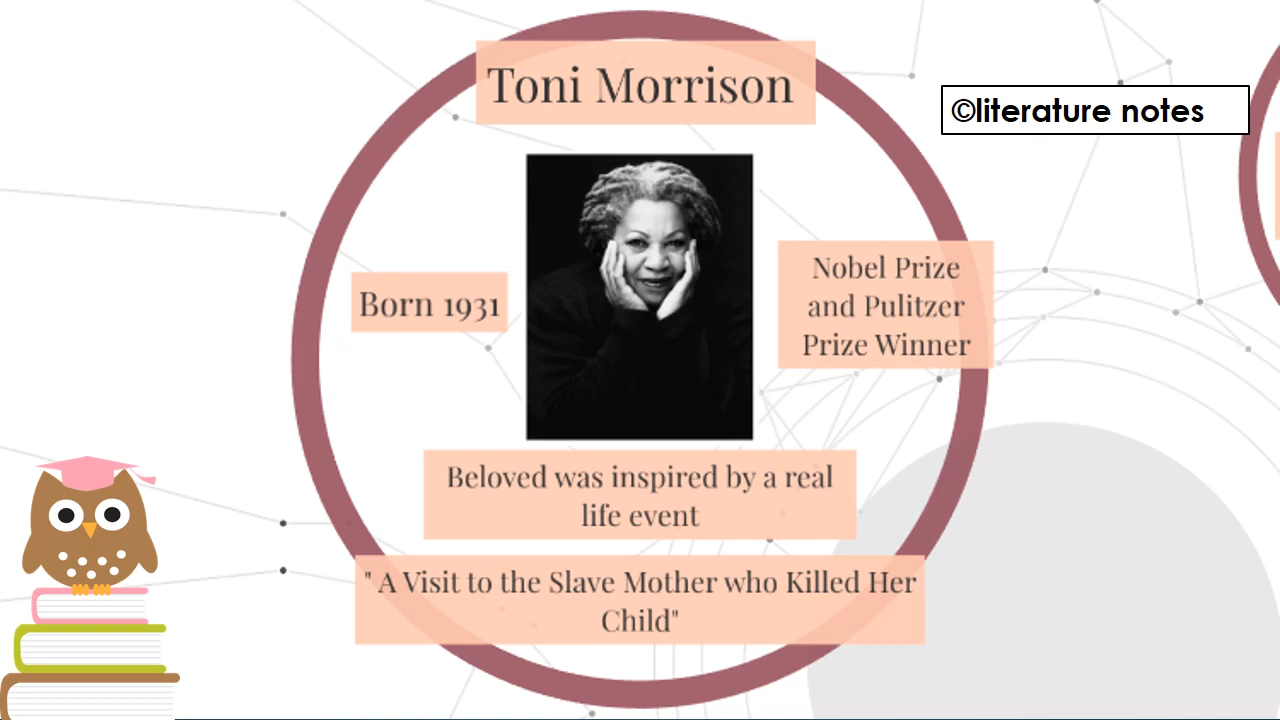 Toni Morrison
©literature notes
Born 1931
Nobel Prize
and Pulitzer
Prize Winner
Beloved was inspired by a real
life event
" A Visit to the Slave Mother who Killed Her
Child"